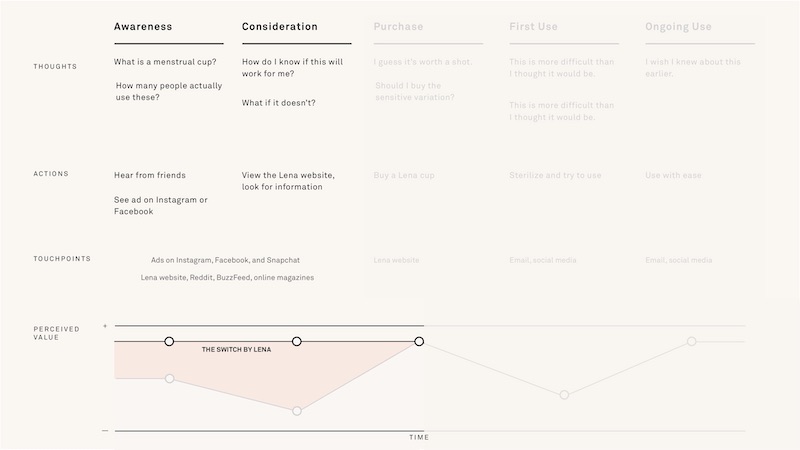 Awareness
Consideration
Purchase
First Use
Ongoing Use
THOUGHTS
What is a menstrual cup?
How many people actually
use these?
How do I know if this will
work for me?
What if it doesn't?
I guess it's worth a shot.
Should I buy the
sensitive variation?
This is more difficult than
I thought it would be.
This is more difficult than
I thought it would be.
I wish I knew about this
earlier.
ACTIONS
Hear from friends
See ad on Instagram or
Facebook
View the Lena website,
look for information
Buy a Lena cup
Sterilize and try to use
Use with ease
TOUCHPOINTS
Ads on Instagram, Facebook, and Snapchat
Lena website, Reddit, BuzzFeed, online magazines
Lena website
Email, social media
Email, social media
PERCEIVED
VALUE
+
THE SWITCH BY LENA
—
TIME